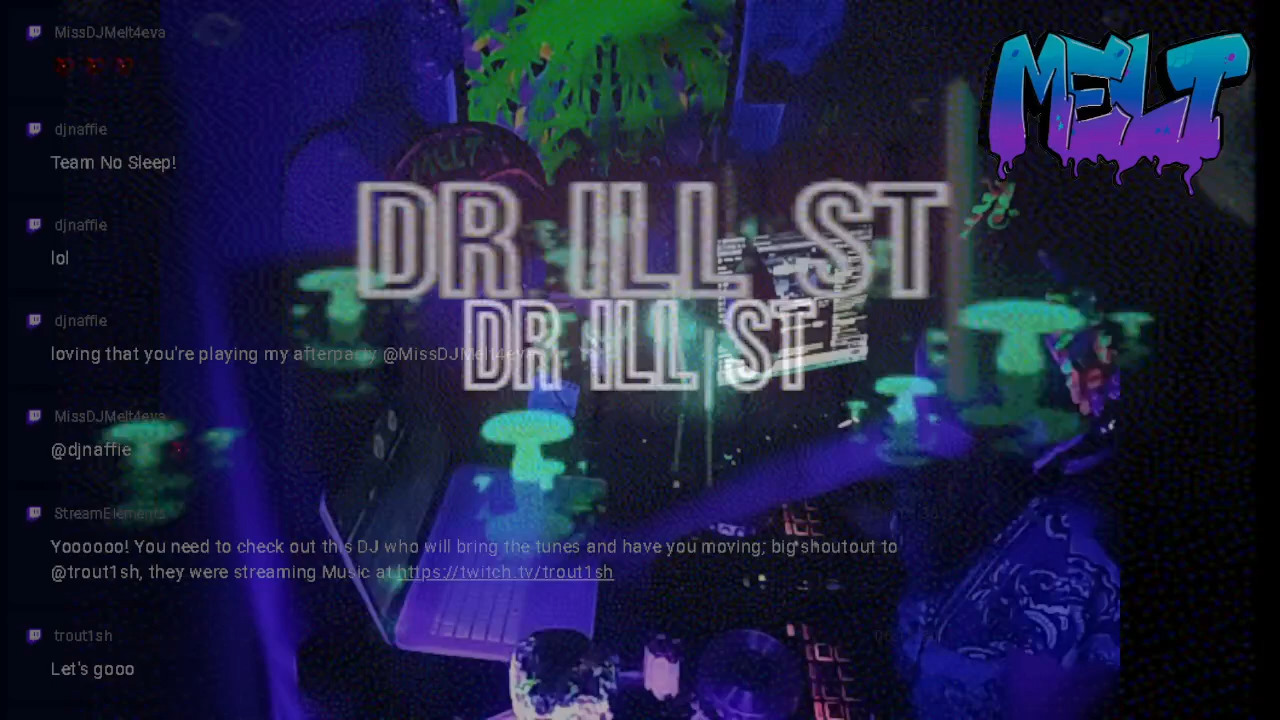 MissDJMelt4eva
djnaffie
Team No Sleep!
djnaffie
lol
djnaffie
loving that you're playing my afterparty @MissDJMelt4eva
MissDJMelt4eva
@djnaffie
StreamElements
Yoooooo! You need to check out this DJ who will bring the tunes and have you moving; big shoutout to
@trout1sh, they were streaming Music at https://twitch.tv/trout1sh
trout1sh
Let's gooo
MELT
MELT
DR ILL ST
DR ILL ST